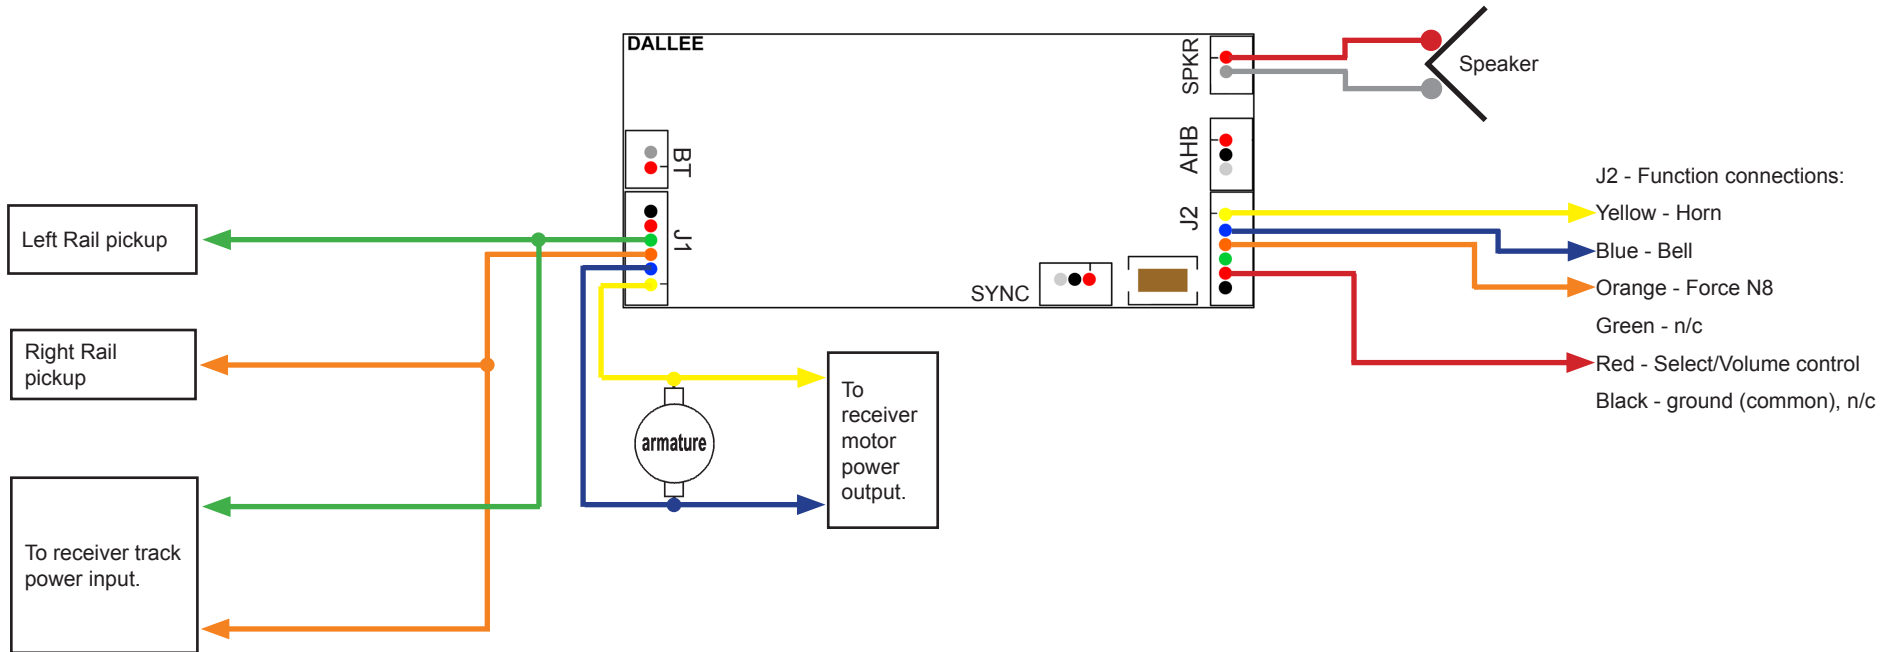 DALLEE
SPKR
Speaker
BT
AHB
J2 - Function connections:
Left Rail pickup
J1
J2
Yellow - Horn
Blue - Bell
SYNC
Orange - Force N8
Green - n/c
Right Rail
pickup
Red - Select/Volume control
Black - ground (common), n/c
armature
To
receiver
motor
power
output.
To receiver track
power input.